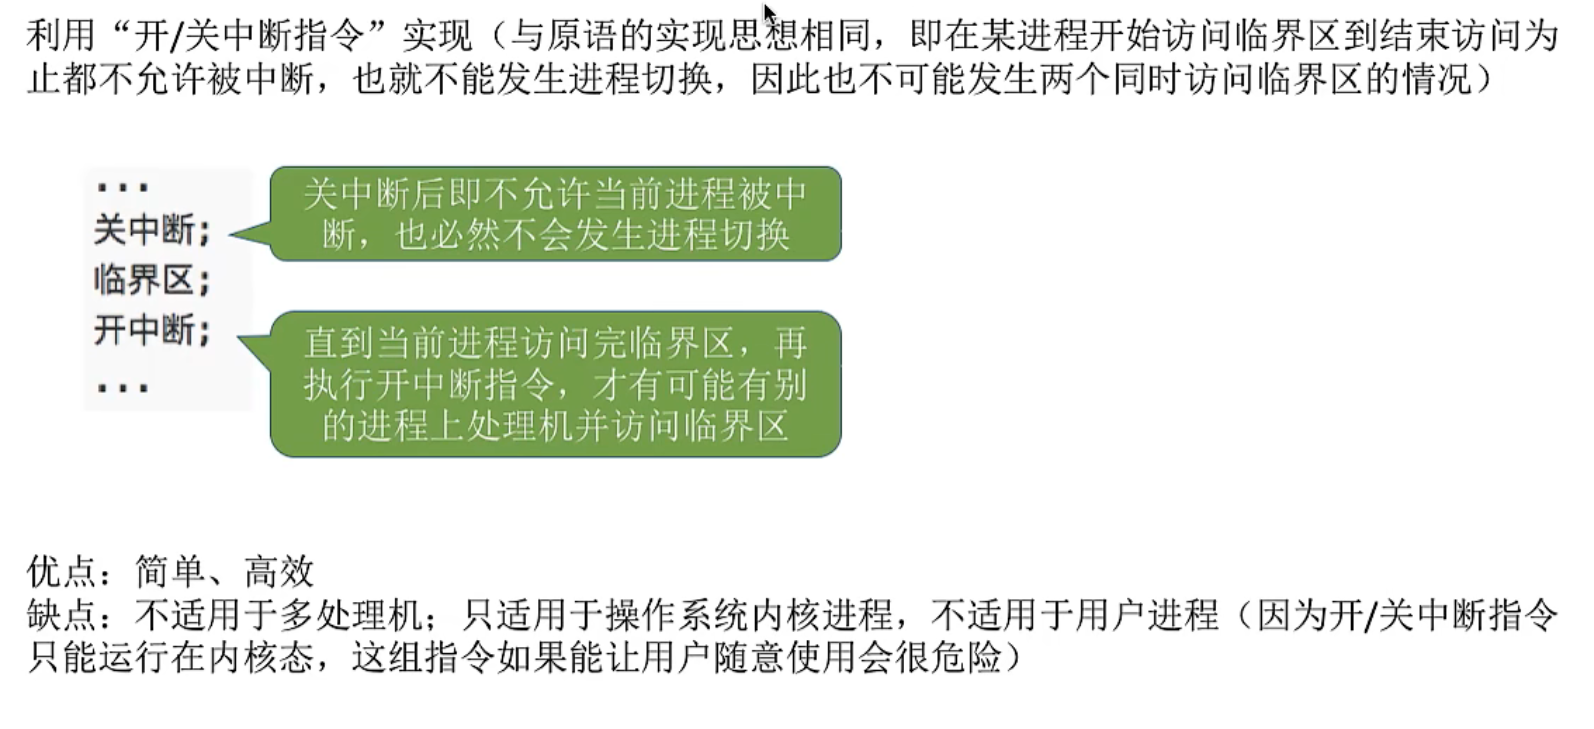 利用“开/关中断指令”实现（与原语的实现思想相同，即在某进程开始访问临界区到结束访问为
止都不允许被中断，也就不能发生进程切换，因此也不可能发生两个同时访问临界区的情况）
...
关中断;
临界区;
开中断;
...
关中断后即不允许当前进程被中
断，也必然不会发生进程切换
直到当前进程访问完临界区，再
执行开中断指令，才有可能有别
的进程上处理机并访问临界区
优点：简单、高效
缺点：不适用于多处理机；只适用于操作系统内核进程，不适用于用户进程（因为开/关中断指令
只能运行在内核态，这组指令如果能让用户随意使用会很危险）